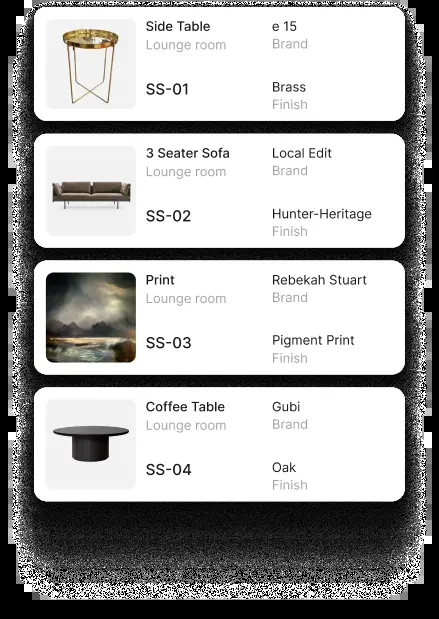 Side Table
Lounge room
SS-01
e 15
Brand
Brass
Finish
3 Seater Sofa
Lounge room
SS-02
Local Edit
Brand
Hunter-Heritage
Finish
Print
Lounge room
SS-03
Rebekah Stuart
Brand
Pigment Print
Finish
Coffee Table
Lounge room
SS-04
Gubi
Brand
Oak
Finish